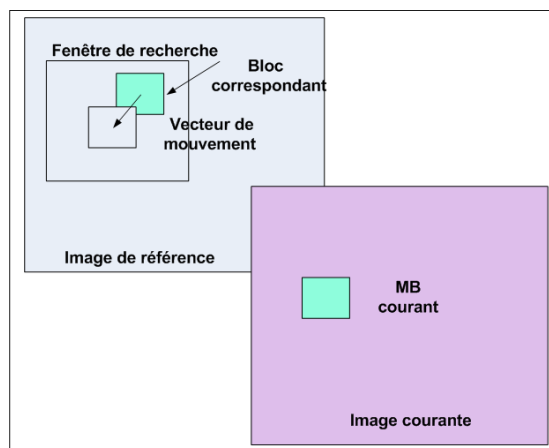 Fenêtre de recherche
Bloc
correspondant
Vecteur de
mouvement
Image de référence
MB
courant
Image courante